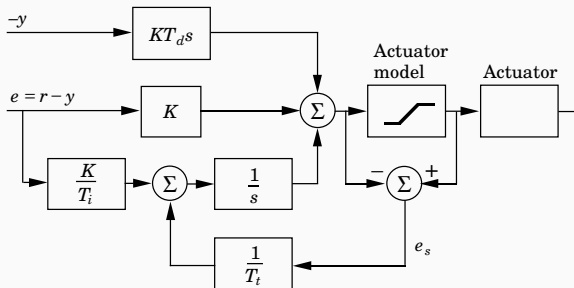 −y
KT_d s
Actuator
model
Actuator
e = r − y
K
Σ
K
T_i
Σ
1
s
−
+
Σ
1
T_t
e_s